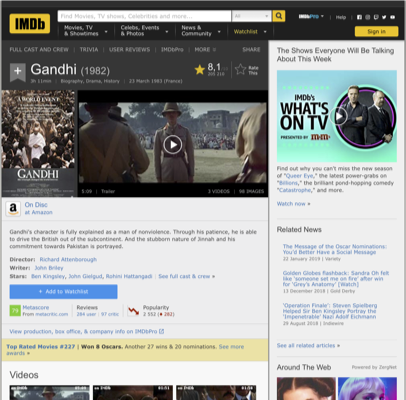 IMDb
Find Movies, TV shows, Celebrities and more...
All
IMDbPro
Help
Movies, TV
& Showtimes
Celebs, Events
& Photos
News &
Community
Watchlist
Sign in
FULL CAST AND CREW | TRIVIA | USER REVIEWS | IMDbPro | MORE
SHARE
Gandhi (1982)
8,1
Rate
This
3h 11min | Biography, Drama, History | 23 March 1983 (France)
A WORLD EVENT
GANDHI
5:09 | Trailer
3 VIDEOS | 96 IMAGES
On Disc
at Amazon
Gandhi's character is fully explained as a man of nonviolence. Through his patience, he is able
to drive the British out of the subcontinent. And the stubborn nature of Jinnah and his
commitment towards Pakistan is portrayed.
Director: Richard Attenborough
Writer: John Briley
Stars: Ben Kingsley, John Gielgud, Rohini Hattangadi | See full cast & crew »
+ Add to Watchlist
Metascore
From metacritic.com
Reviews
264 user | 97 critic
Popularity
2 552
View production, box office, & company info on IMDbPro
Top Rated Movies #227 | Won 8 Oscars. Another 27 wins & 20 nominations. See more
awards »
Videos
The Shows Everyone Will Be Talking
About This Week
IMDb's
WHAT'S
ON TV
PRESENTED BY m&m's
Find out why you can't miss the new season
of "Queer Eye," the latest power-grabs on
"Billions," the brilliant pond-hopping comedy
"Catastrophe," and more.
Watch now »
Related News
The Message of the Oscar Nominations:
You'd Better Have a Social Message
22 January 2019 | Variety
Golden Globes Flashback: Sandra Oh felt
like 'someone set me on fire' after win
for 'Grey's Anatomy' [Watch]
13 December 2018 | Gold Derby
'Operation Finale': Steven Spielberg
Helped Sir Ben Kingsley Portray the
'Impenetrable' Nazi Adolf Eichmann
29 August 2018 | Indiewire
See all related articles »
Around The Web
Powered by ZergNet